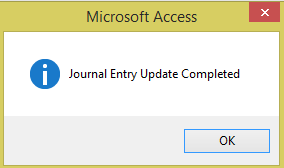 Microsoft Access
Journal Entry Update Completed
OK